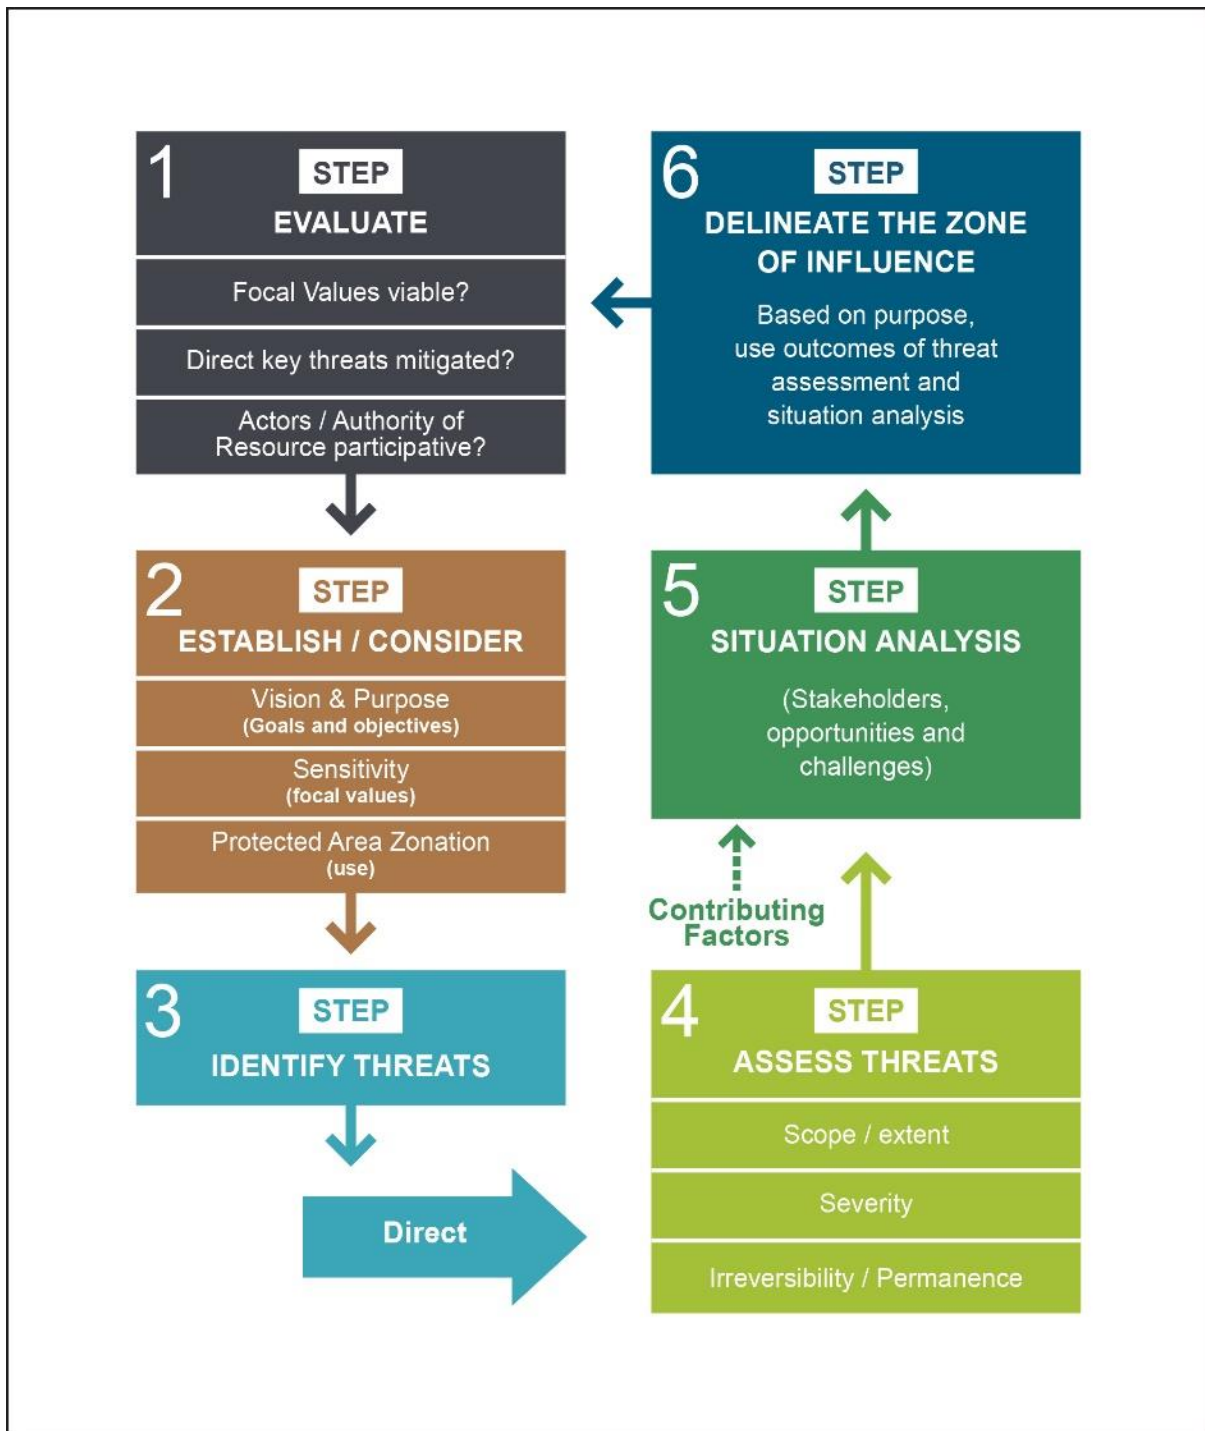 1
STEP
EVALUATE
Focal Values viable?
Direct key threats mitigated?
Actors / Authority of
Resource participative?
2
STEP
ESTABLISH / CONSIDER
Vision & Purpose
(Goals and objectives)
Sensitivity
(focal values)
Protected Area Zonation
(use)
3
STEP
IDENTIFY THREATS
Direct
4
STEP
ASSESS THREATS
Scope / extent
Severity
Irreversibility / Permanence
Contributing
Factors
5
STEP
SITUATION ANALYSIS
(Stakeholders,
opportunities and
challenges)
6
STEP
DELINEATE THE ZONE
OF INFLUENCE
Based on purpose,
use outcomes of threat
assessment and
situation analysis